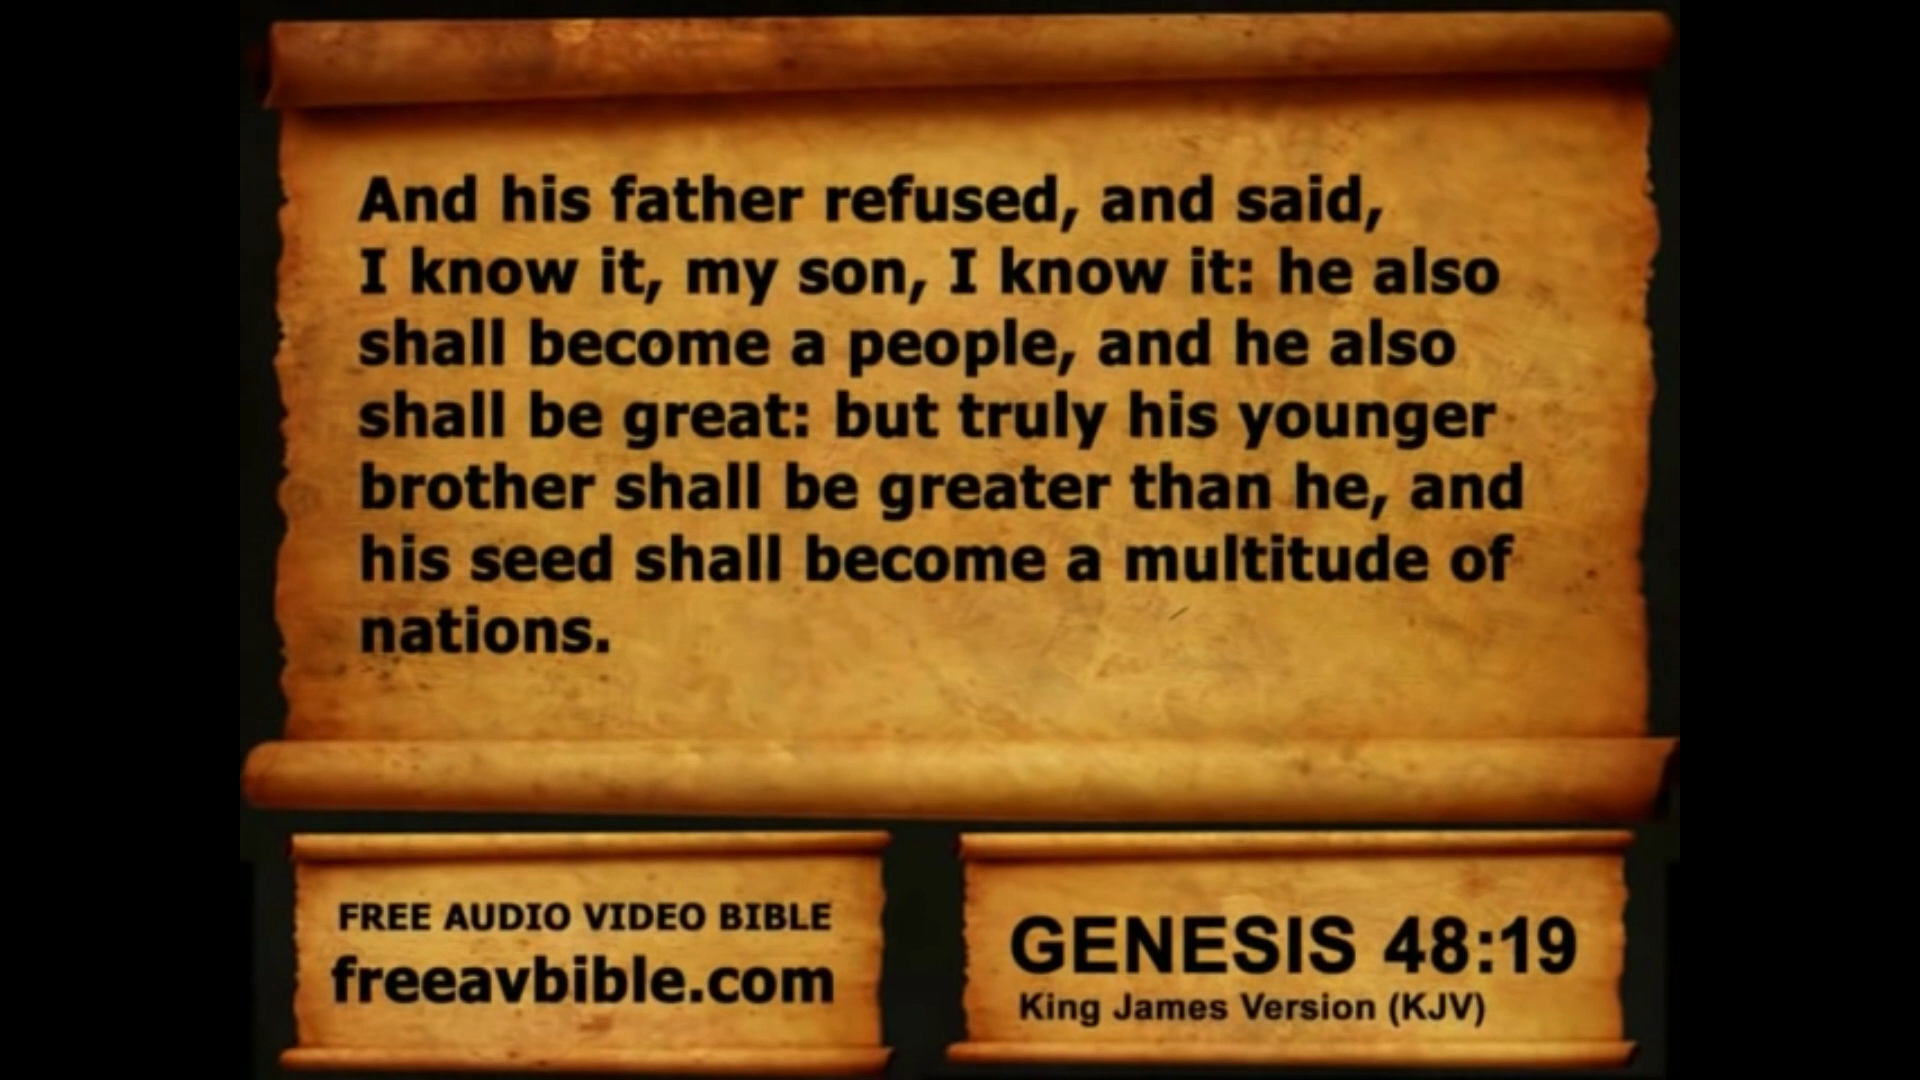 And his father refused, and said,
I know it, my son, I know it: he also
shall become a people, and he also
shall be great: but truly his younger
brother shall be greater than he, and
his seed shall become a multitude of
nations.
FREE AUDIO VIDEO BIBLE
freeavbible.com
GENESIS 48:19
King James Version (KJV)